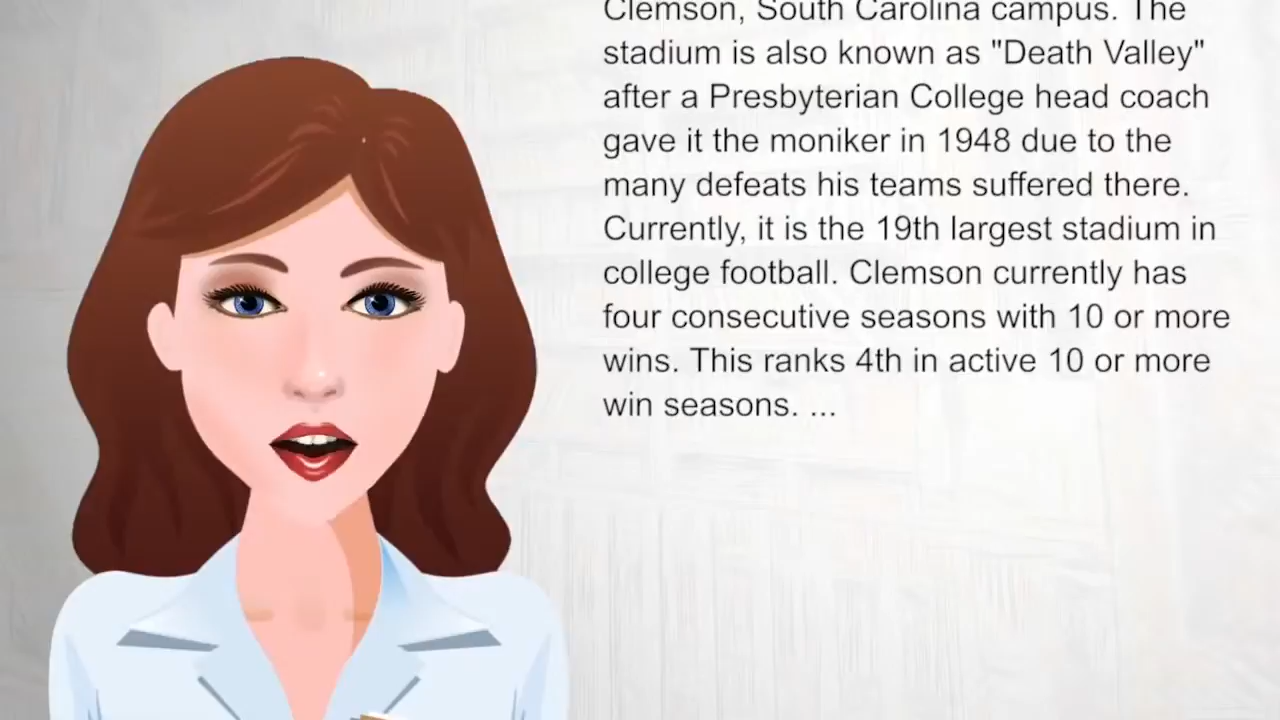 Clemson, South Carolina campus. The
stadium is also known as "Death Valley"
after a Presbyterian College head coach
gave it the moniker in 1948 due to the
many defeats his teams suffered there.
Currently, it is the 19th largest stadium in
college football. Clemson currently has
four consecutive seasons with 10 or more
wins. This ranks 4th in active 10 or more
win seasons. ...